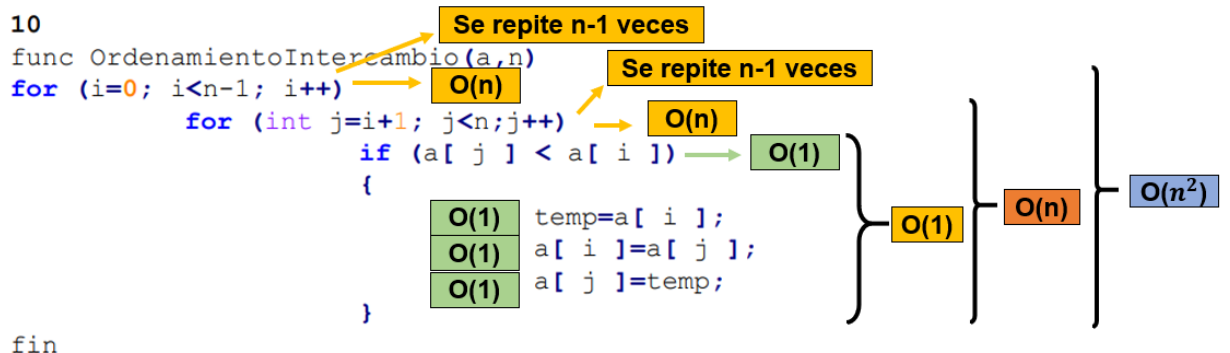 10
Se repite n-1 veces
func OrdenamientoIntercambio(a,n)
for (i=0; i<n-1; i++)
O(n)
Se repite n-1 veces
for (int j=i+1; j<n;j++)
O(n)
if (a[ j ] < a[ i ])
O(1)
{
O(1) temp=a[ i ];
O(1) a[ i ]=a[ j ];
O(1) a[ j ]=temp;
}
O(1)
O(n)
O(n²)
fin